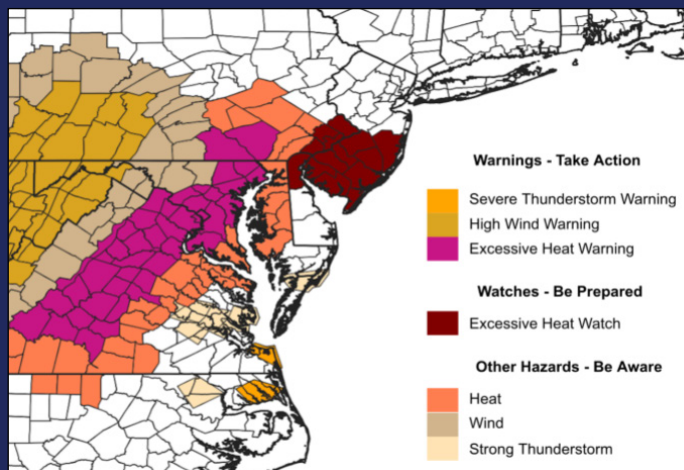 Warnings - Take Action
Severe Thunderstorm Warning
High Wind Warning
Excessive Heat Warning
Watches - Be Prepared
Excessive Heat Watch
Other Hazards - Be Aware
Heat
Wind
Strong Thunderstorm